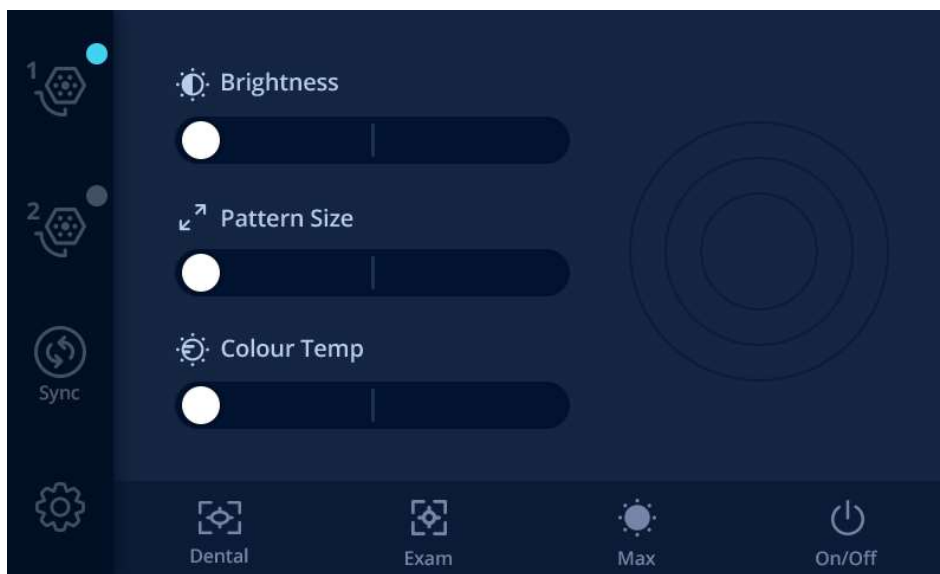 1
Brightness
2
Pattern Size
Sync
Colour Temp
Dental
Exam
Max
On/Off